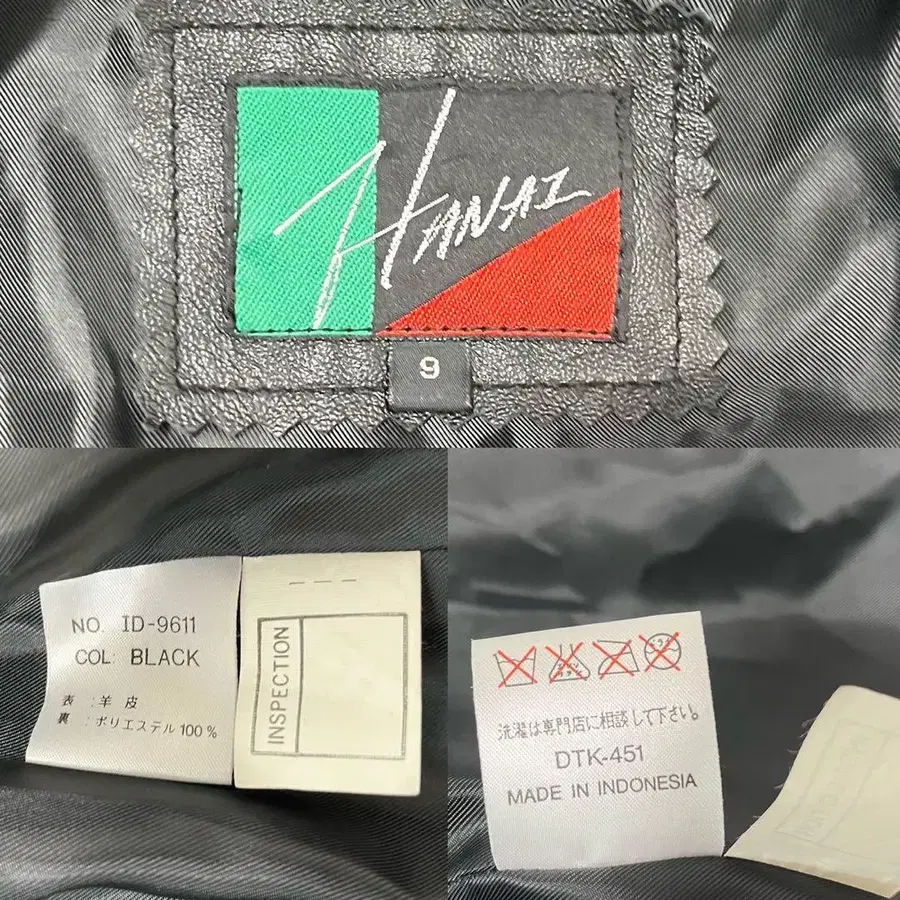 HANAI
9
NO. ID-9611
COL: BLACK
表 : 羊皮
裏 : ポリエステル 100%
INSPECTION
洗濯は専門店に相談して下さい。
DTK-451
MADE IN INDONESIA